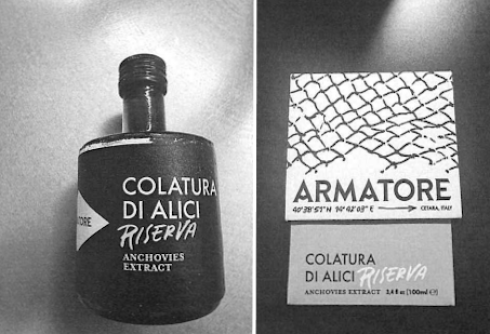 TORE
COLATURA
DI ALICI
RISERVA
ANCHOVIES
EXTRACT
ARMATORE
40°38'57"N 14°42'03"E → CETARA, ITALY
COLATURA
DI ALICI RISERVA
ANCHOVIES EXTRACT 3,4 fl oz [100ml ℮]